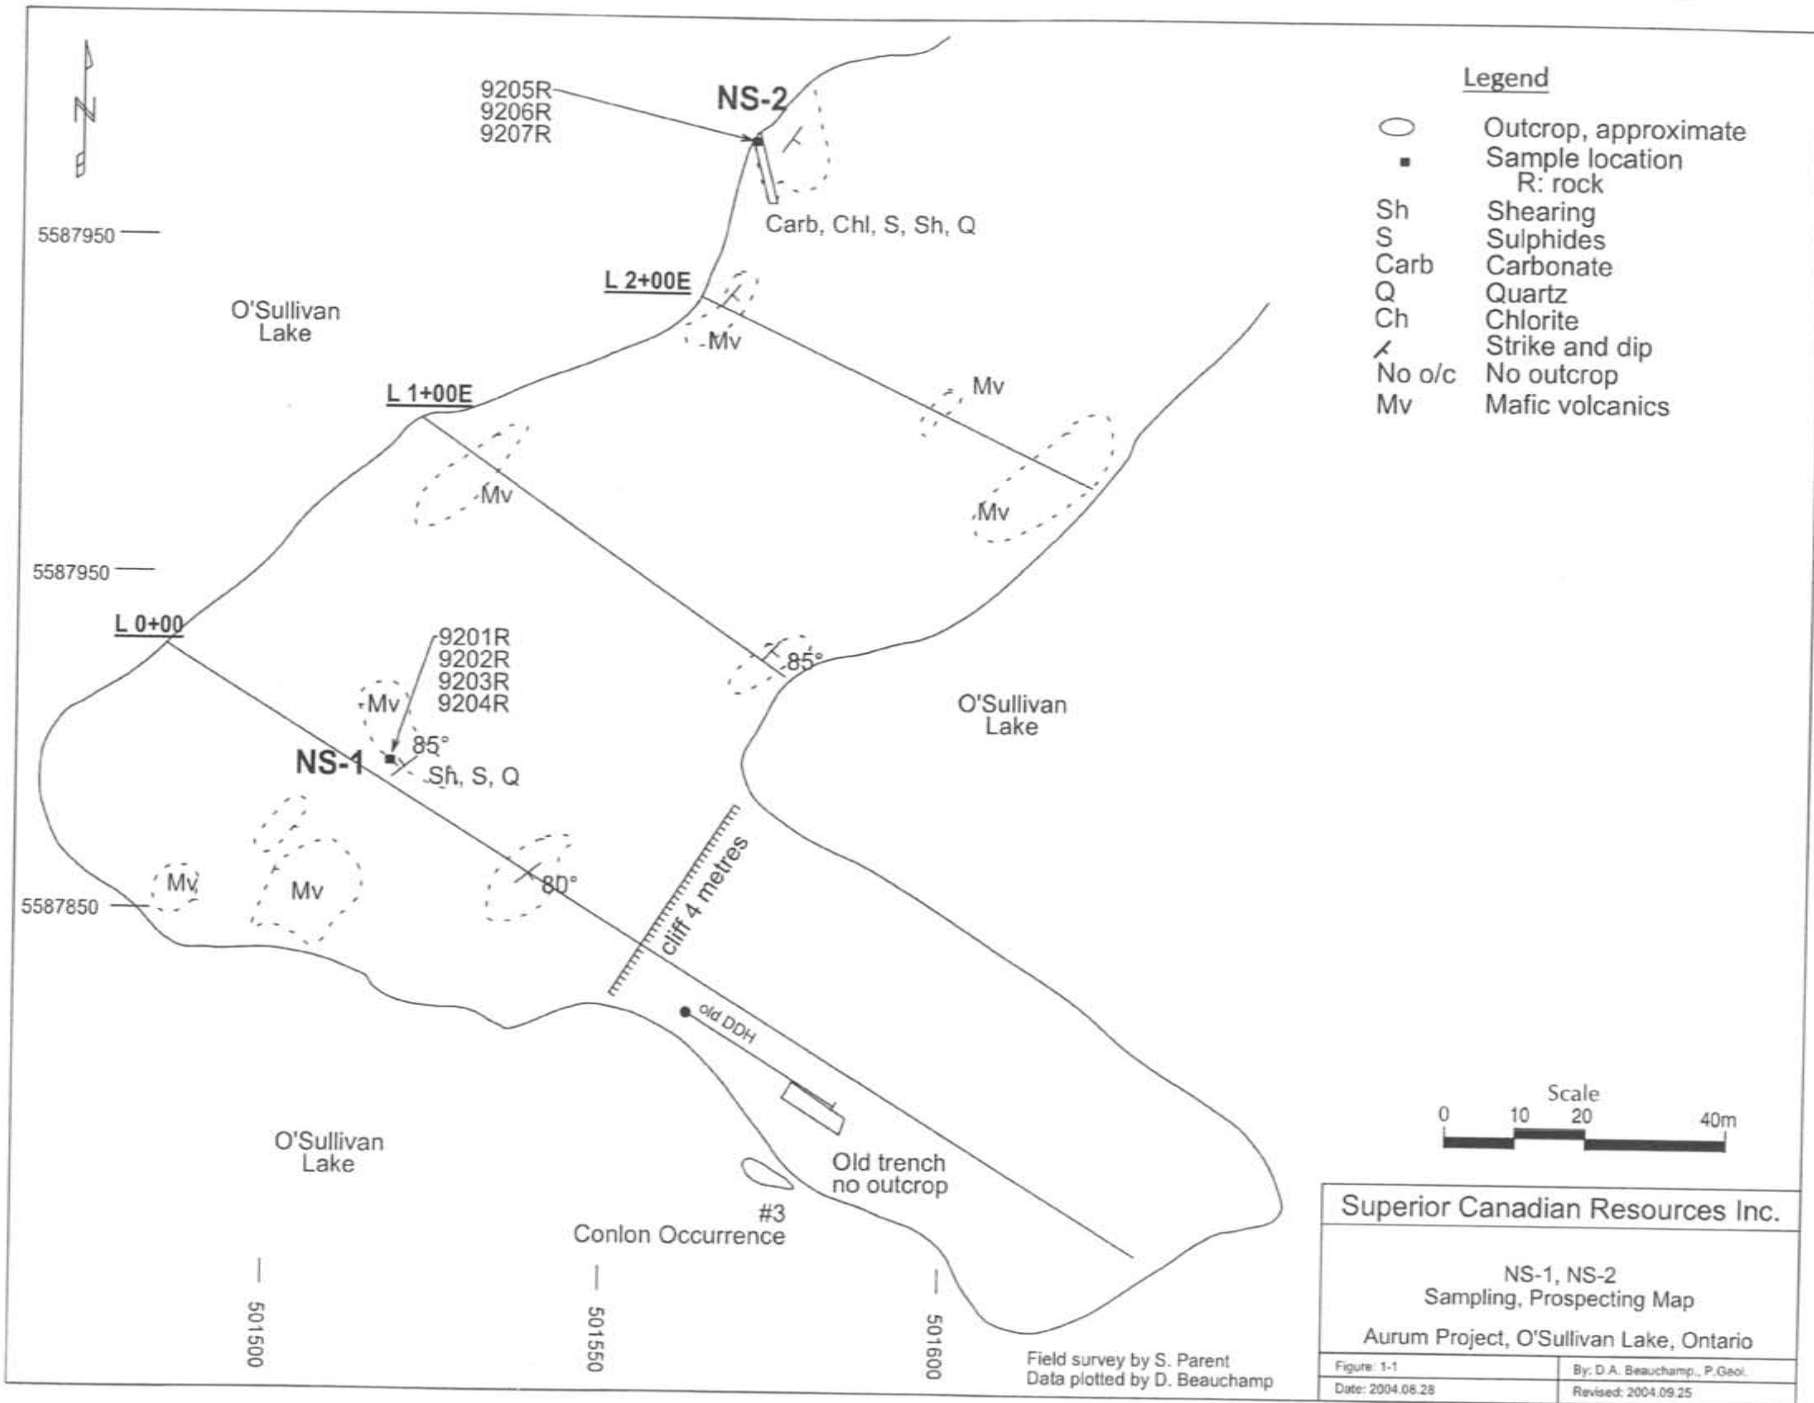 N
9205R
9206R
9207R
NS-2
Carb, Chl, S, Sh, Q
5587950
L 2+00E
O'Sullivan
Lake
Mv
Mv
L 1+00E
Mv
Mv
5587950
L 0+00
9201R
9202R
9203R
9204R
Mv
85°
85°
NS-1
Sh, S, Q
O'Sullivan
Lake
Mv
Mv
80°
5587850
cliff 4 metres
old DDH
O'Sullivan
Lake
Old trench
no outcrop
#3
Conlon Occurrence
501500
501550
501600
Field survey by S. Parent
Data plotted by D. Beauchamp
Legend
Outcrop, approximate
Sample location
R: rock
Sh Shearing
S Sulphides
Carb Carbonate
Q Quartz
Ch Chlorite
Strike and dip
No o/c No outcrop
Mv Mafic volcanics
Scale
0 10 20 40m
Superior Canadian Resources Inc.
NS-1, NS-2
Sampling, Prospecting Map
Aurum Project, O'Sullivan Lake, Ontario
Figure: 1-1
By: D.A. Beauchamp., P.Geol.
Date: 2004.08.28
Revised: 2004.09.25